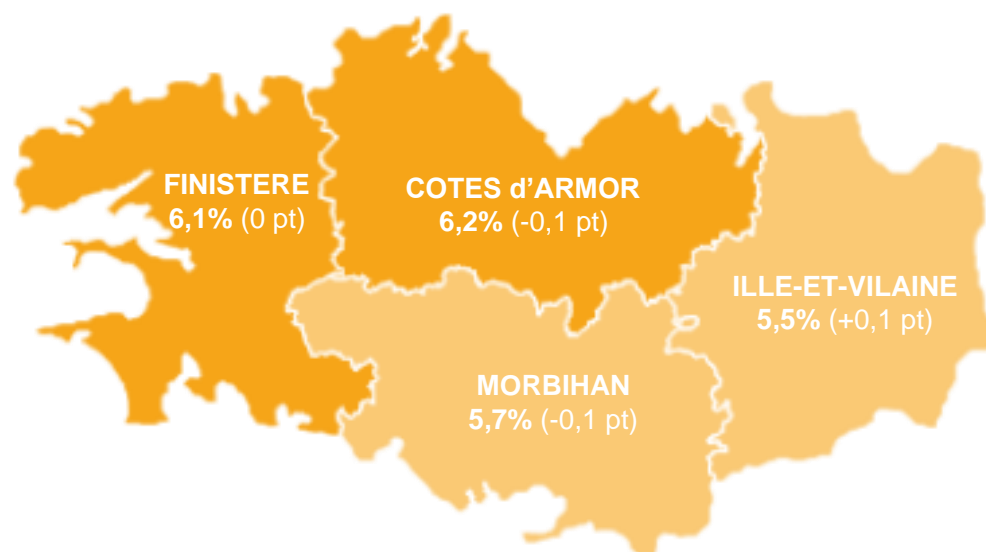 FINISTERE
6,1% (0 pt)
COTES d’ARMOR
6,2% (-0,1 pt)
ILLE-ET-VILAINE
5,5% (+0,1 pt)
MORBIHAN
5,7% (-0,1 pt)